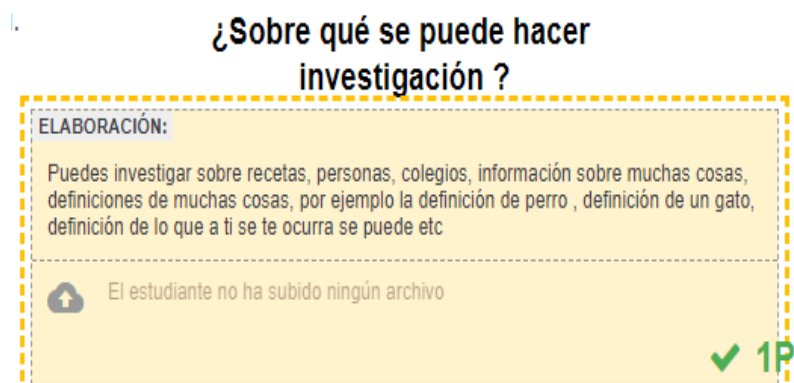 ¿Sobre qué se puede hacer
investigación ?
ELABORACIÓN:
Puedes investigar sobre recetas, personas, colegios, información sobre muchas cosas,
definiciones de muchas cosas, por ejemplo la definición de perro , definición de un gato,
definición de lo que a ti se te ocurra se puede etc
El estudiante no ha subido ningún archivo
1P